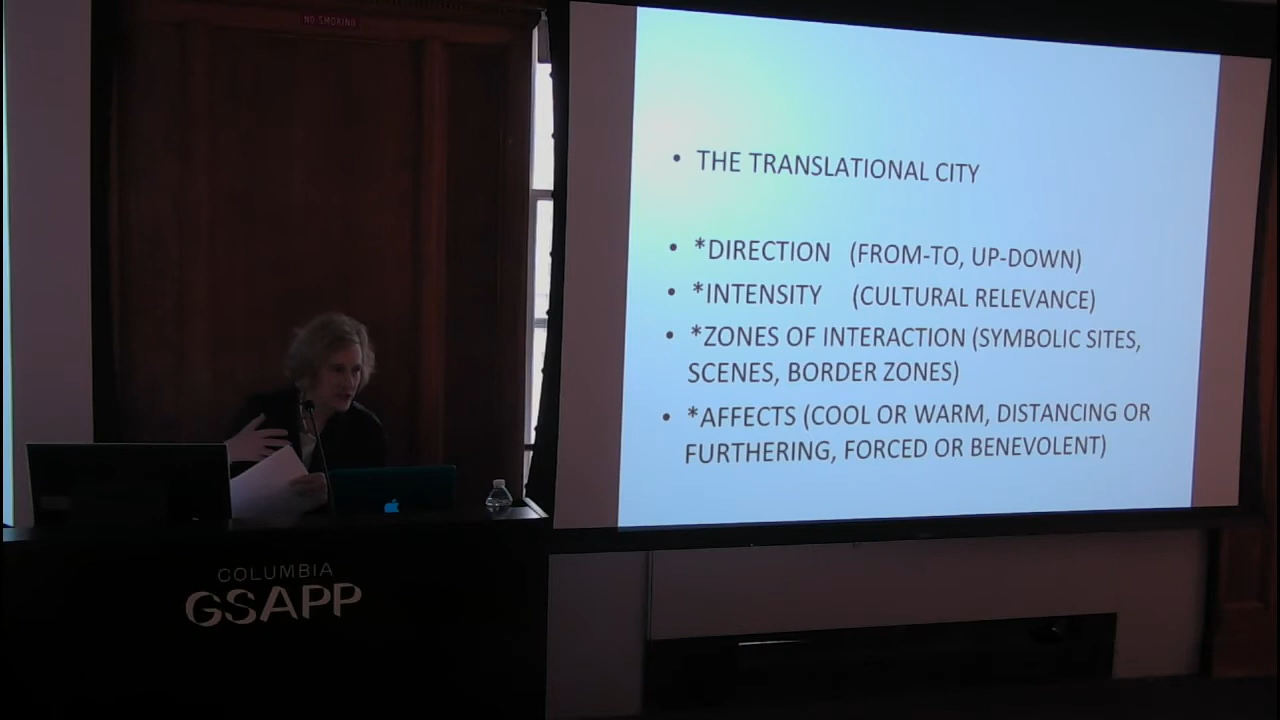 NO SMOKING
• THE TRANSLATIONAL CITY
• *DIRECTION (FROM-TO, UP-DOWN)
• *INTENSITY (CULTURAL RELEVANCE)
• *ZONES OF INTERACTION (SYMBOLIC SITES,
SCENES, BORDER ZONES)
• *AFFECTS (COOL OR WARM, DISTANCING OR
FURTHERING, FORCED OR BENEVOLENT)
COLUMBIA
GSAPP